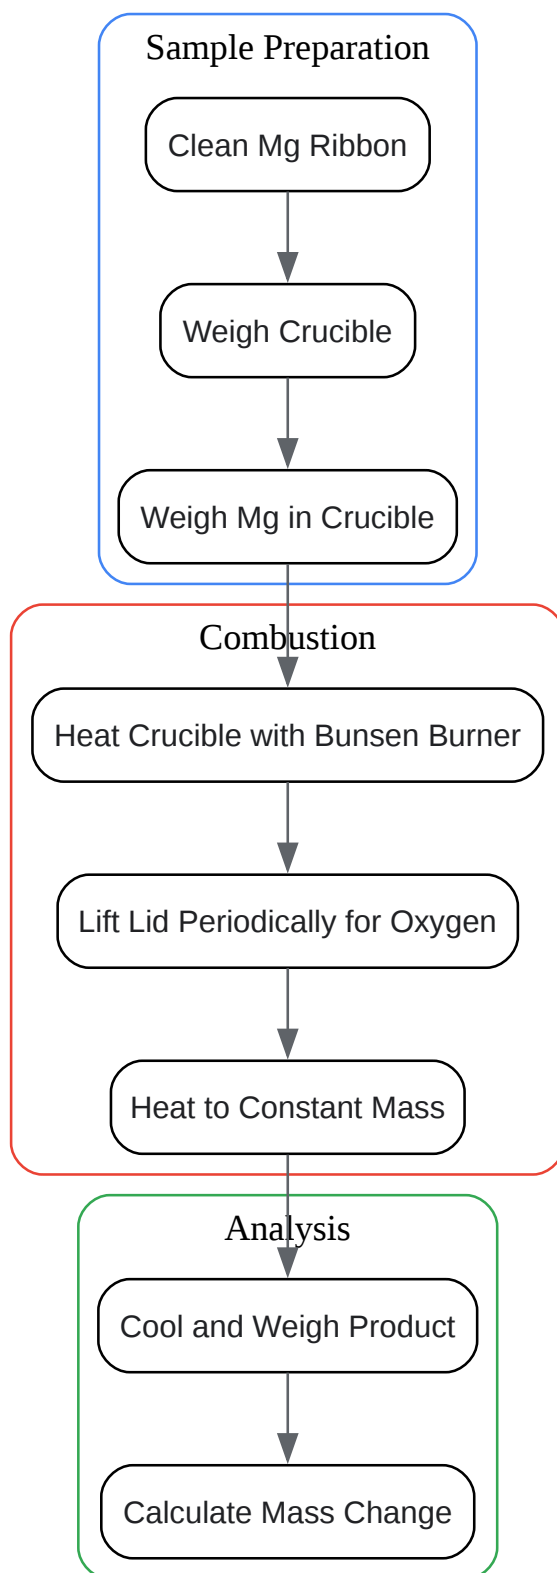 Sample Preparation
Clean Mg Ribbon
Weigh Crucible
Weigh Mg in Crucible
Combustion
Heat Crucible with Bunsen Burner
Lift Lid Periodically for Oxygen
Heat to Constant Mass
Analysis
Cool and Weigh Product
Calculate Mass Change